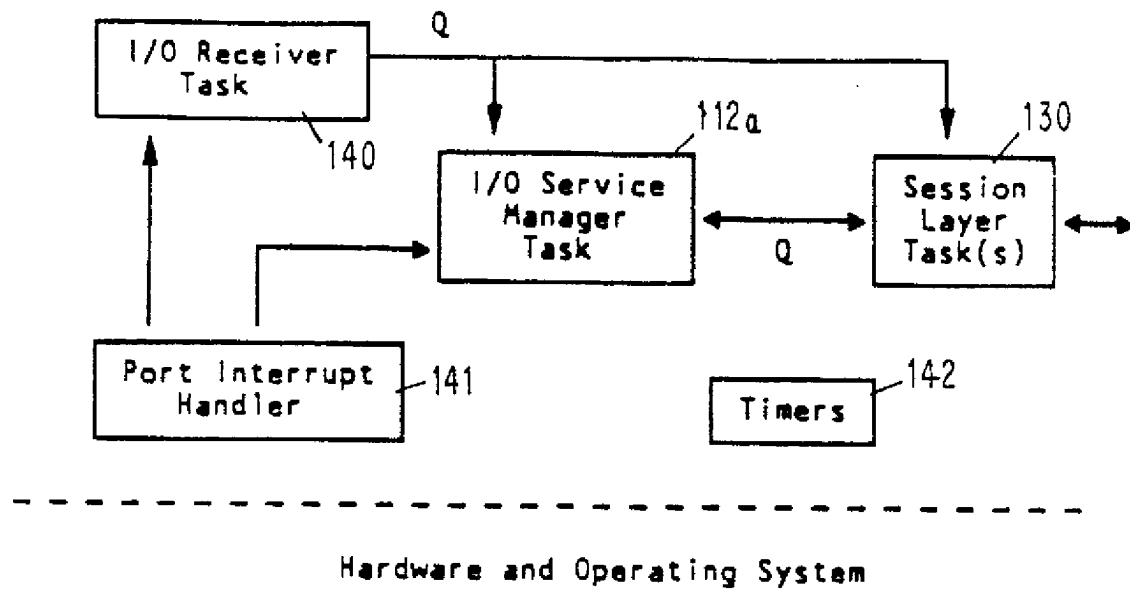 Q
I/O Receiver
Task
140
112a
130
I/O Service
Manager
Task
Session
Layer
Task(s)
Q
Port Interrupt
Handler
141
142
Timers
Hardware and Operating System